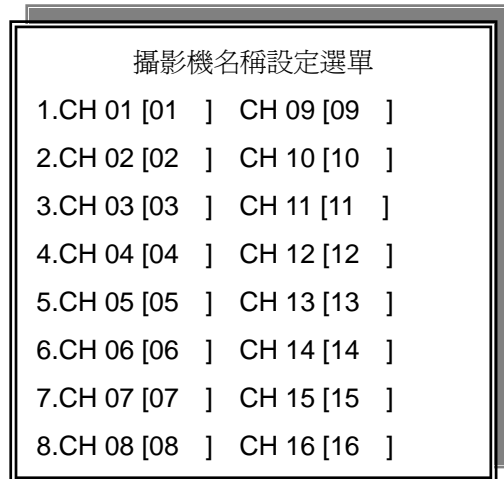 攝影機名稱設定選單
1.CH 01 [01 ] CH 09 [09 ]
2.CH 02 [02 ] CH 10 [10 ]
3.CH 03 [03 ] CH 11 [11 ]
4.CH 04 [04 ] CH 12 [12 ]
5.CH 05 [05 ] CH 13 [13 ]
6.CH 06 [06 ] CH 14 [14 ]
7.CH 07 [07 ] CH 15 [15 ]
8.CH 08 [08 ] CH 16 [16 ]